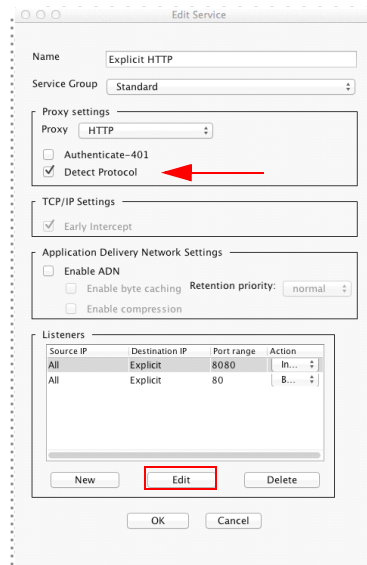 Edit Service
Name Explicit HTTP
Service Group Standard
Proxy settings
Proxy HTTP
Authenticate-401
Detect Protocol
TCP/IP Settings
Early Intercept
Application Delivery Network Settings
Enable ADN
Enable byte caching Retention priority: normal
Enable compression
Listeners
Source IP Destination IP Port range Action
All Explicit 8080 In...
All Explicit 80 B...
New Edit Delete
OK Cancel